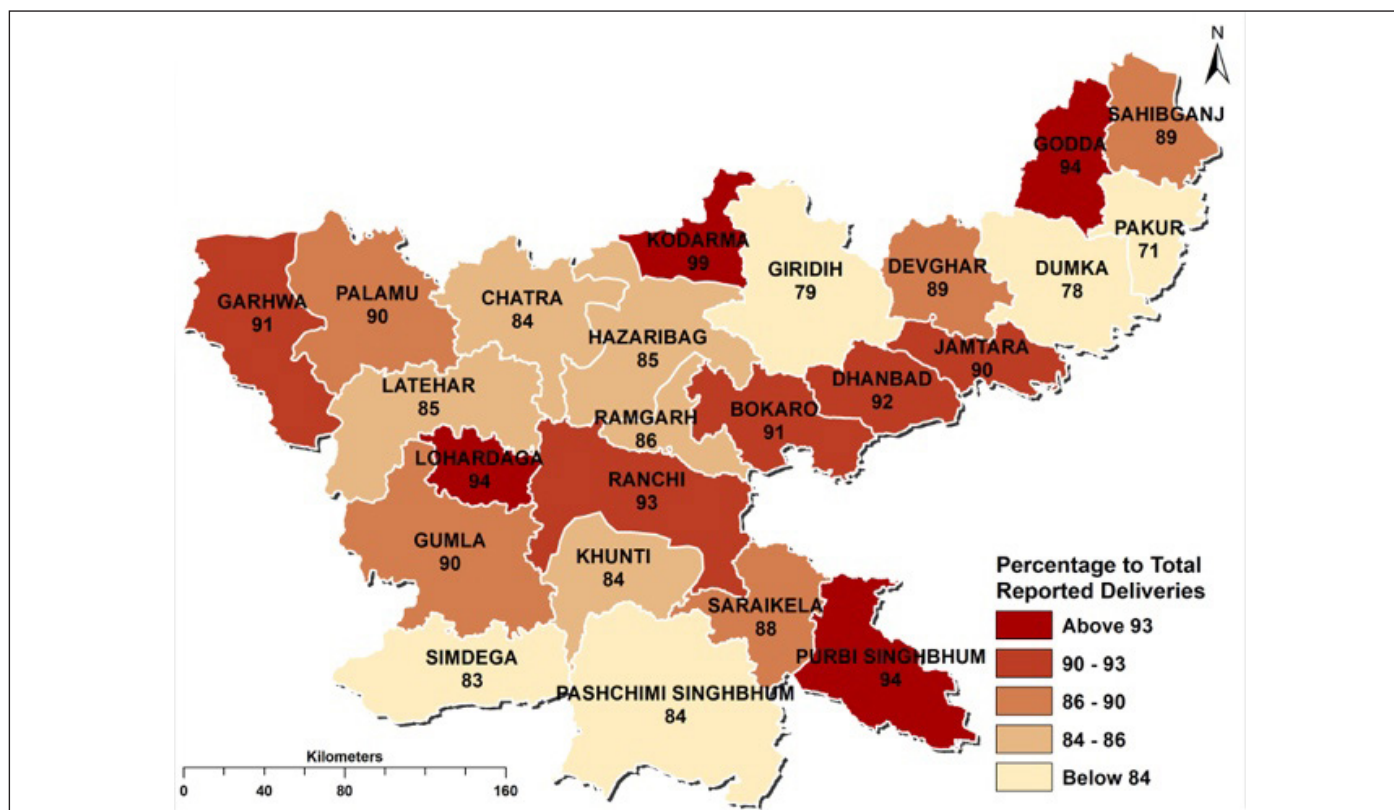 N
SAHIBGANJ
89
GODDA
94
PAKUR
71
KODARMA
99
GIRIDIH
79
DEVGHAR
89
DUMKA
78
GARHWA
91
PALAMU
90
CHATRA
84
HAZARIBAG
85
JAMTARA
90
LATEHAR
85
DHANBAD
92
RAMGARH
86
BOKARO
91
LOHARDAGA
94
RANCHI
93
GUMLA
90
KHUNTI
84
SARAIKELA
88
SIMDEGA
83
PURBI SINGHBHUM
94
PASHCHIMI SINGHBHUM
84
Percentage to Total
Reported Deliveries
Above 93
90 - 93
86 - 90
84 - 86
Below 84
Kilometers
0 40 80 160